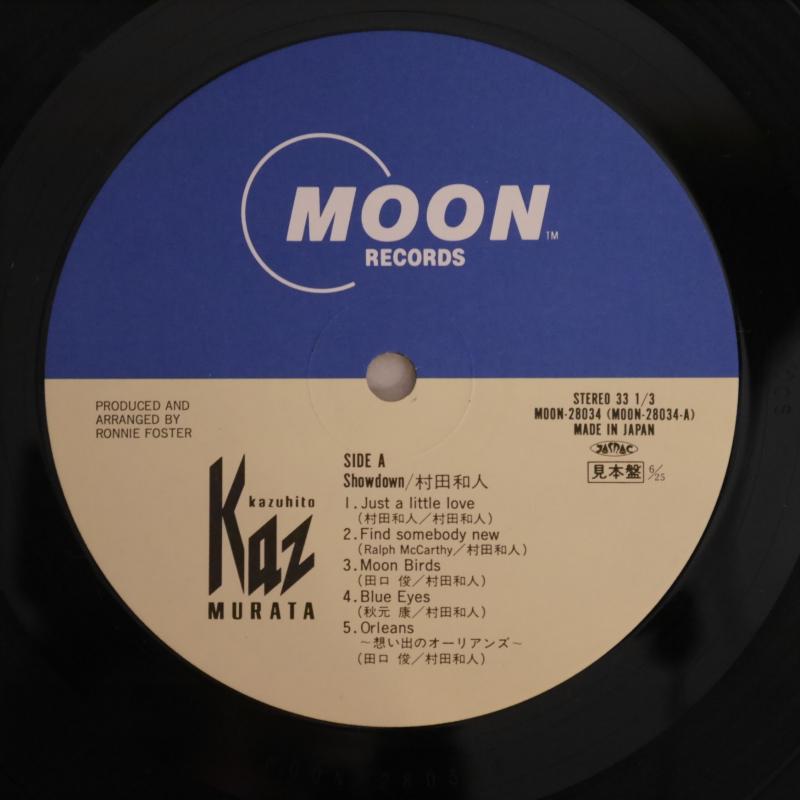 MOON TM
RECORDS
PRODUCED AND
ARRANGED BY
RONNIE FOSTER
STEREO 33 1/3
MOON-28034 (MOON-28034-A)
MADE IN JAPAN
JASRAC
見本盤 6/25
kazuhito
Kaz
MURATA
SIDE A
Showdown/村田和人
1.Just a little love
(村田和人/村田和人)
2.Find somebody new
(Ralph McCarthy/村田和人)
3.Moon Birds
(田口 俊/村田和人)
4.Blue Eyes
(秋元 康/村田和人)
5.Orleans
~想い出のオーリアンズ~
(田口 俊/村田和人)